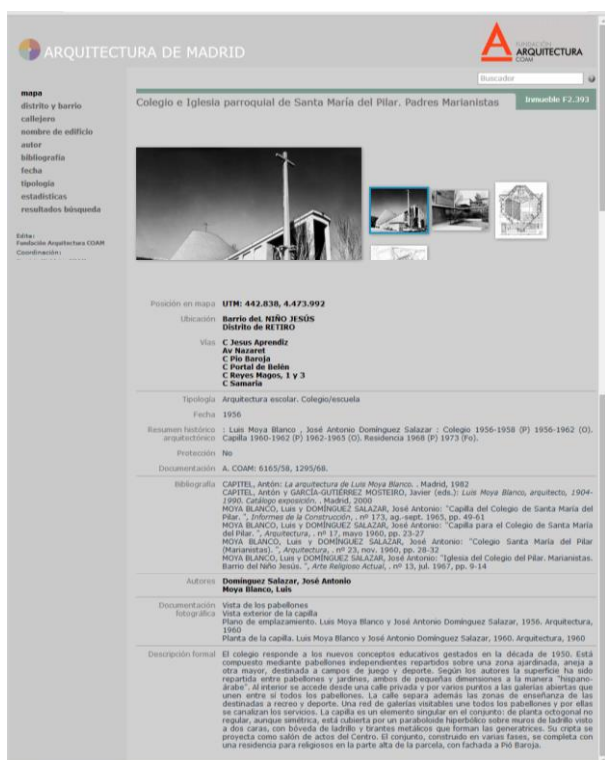 ARQUITECTURA DE MADRID
FUNDACIÓN
ARQUITECTURA
COAM
Buscador
mapa
distrito y barrio
callejero
nombre de edificio
autor
bibliografía
fecha
tipología
estadísticas
resultados búsqueda
Edita:
Fundación Arquitectura COAM
Coordinación:
Colegio e Iglesia parroquial de Santa María del Pilar. Padres Marianistas
Inmueble F2.393
Posición en mapa UTM: 442.838, 4.473.992
Ubicación Barrio del NIÑO JESÚS
Distrito de RETIRO
Vías C Jesus Aprendiz
Av Nazaret
C Pio Baroja
C Portal de Belén
C Reyes Magos, 1 y 3
C Samaria
Tipología Arquitectura escolar. Colegio/escuela
Fecha 1956
Resumen histórico arquitectónico : Luis Moya Blanco , José Antonio Domínguez Salazar : Colegio 1956-1958 (P) 1956-1962 (O).
Capilla 1960-1962 (P) 1962-1965 (O). Residencia 1968 (P) 1973 (Fo).
Protección No
Documentación A. COAM: 6165/58, 1295/68.
Bibliografía CAPITEL, Antón: La arquitectura de Luis Moya Blanco. . Madrid, 1982
CAPITEL, Antón y GARCÍA-GUTIÉRREZ MOSTEIRO, Javier (eds.): Luis Moya Blanco, arquitecto, 1904-
1990. Catálogo exposición. . Madrid, 2000
MOYA BLANCO, Luis y DOMÍNGUEZ SALAZAR, José Antonio: "Capilla del Colegio de Santa María del
Pilar. ", Informes de la Construcción, . nº 173, ag.-sept. 1965, pp. 49-61
MOYA BLANCO, Luis y DOMÍNGUEZ SALAZAR, José Antonio: "Capilla para el Colegio de Santa María
del Pilar. ", Arquitectura, . nº 17, mayo 1960, pp. 23-27
MOYA BLANCO, Luis y DOMÍNGUEZ SALAZAR, José Antonio: "Colegio Santa María del Pilar
(Marianistas). ", Arquitectura, . nº 23, nov. 1960, pp. 28-32
MOYA BLANCO, Luis y DOMÍNGUEZ SALAZAR, José Antonio: "Iglesia del Colegio del Pilar. Marianistas.
Barrio del Niño Jesús. ", Arte Religioso Actual, . nº 13, jul. 1967, pp. 9-14
Autores Domínguez Salazar, José Antonio
Moya Blanco, Luis
Documentación fotográfica Vista de los pabellones
Vista exterior de la capilla
Plano de emplazamiento. Luis Moya Blanco y José Antonio Domínguez Salazar, 1956. Arquitectura,
1960
Planta de la capilla. Luis Moya Blanco y José Antonio Domínguez Salazar, 1960. Arquitectura, 1960
Descripción formal El colegio responde a los nuevos conceptos educativos gestados en la década de 1950. Está
compuesto mediante pabellones independientes repartidos sobre una zona ajardinada, aneja a
otra mayor, destinada a campos de juego y deporte. Según los autores la superficie ha sido
repartida entre pabellones y jardines, ambos de pequeñas dimensiones a la manera "hispano-
árabe". Al interior se accede desde una calle privada y por varios puntos a las galerías abiertas que
unen entre sí todos los pabellones. La calle separa además las zonas de enseñanza de las
destinadas a recreo y deporte. Una red de galerías visitables une todos los pabellones y por ellas
se canalizan los servicios. La capilla es un elemento singular en el conjunto: de planta octogonal no
regular, aunque simétrica, está cubierta por un paraboloide hiperbólico sobre muros de ladrillo visto
a dos caras, con bóveda de ladrillo y tirantes metálicos que forman las generatrices. Su cripta se
proyecta como salón de actos del Centro. El conjunto, construido en varias fases, se completa con
una residencia para religiosos en la parte alta de la parcela, con fachada a Pió Baroja.